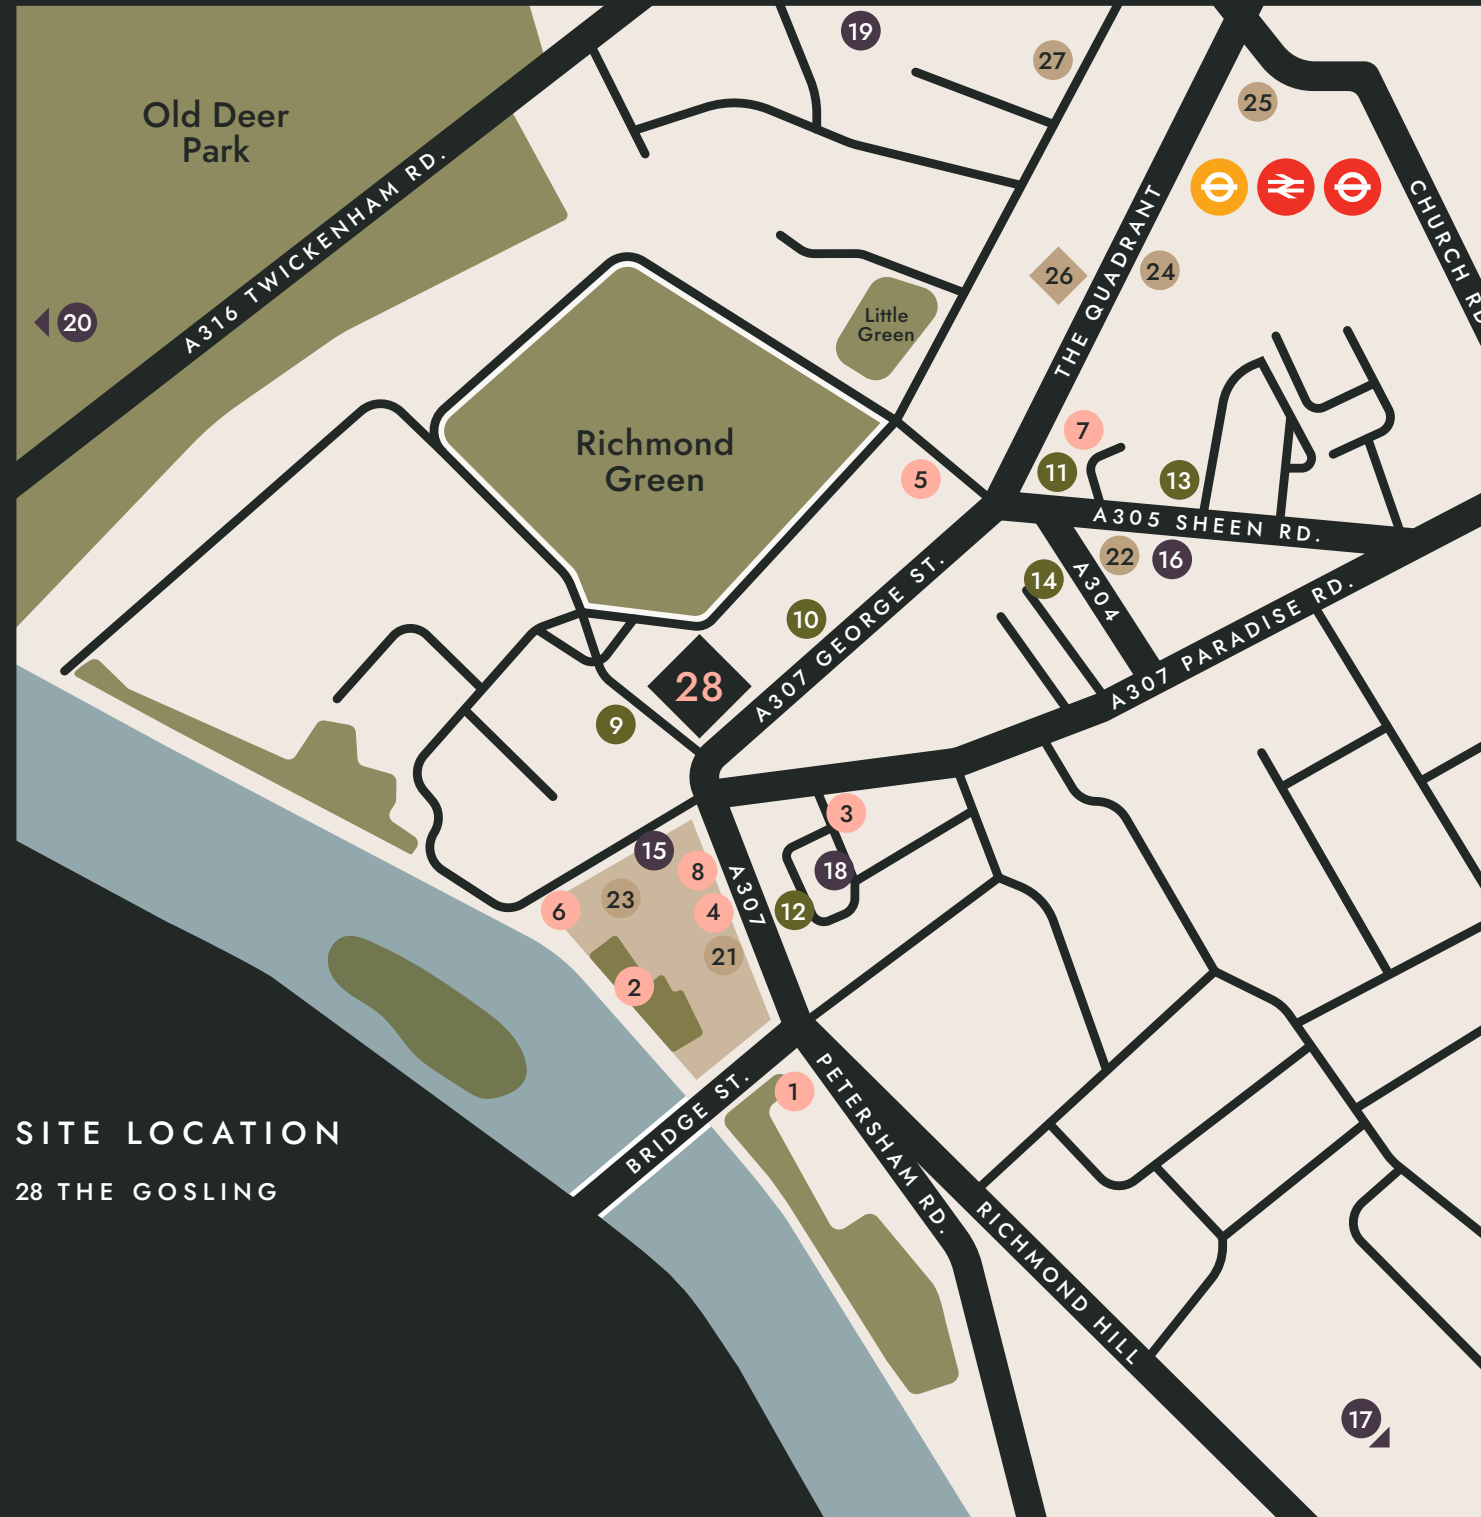 19
27
25
Old Deer
Park
A316 TWICKENHAM RD.
THE QUADRANT
CHURCH RD
20
26
24
Little
Green
Richmond
Green
7
5
11
13
A305 SHEEN RD.
22
16
14
A304
10
A307 GEORGE ST.
A307 PARADISE RD.
28
9
3
15
8
18
A307
23
6
4
12
21
2
1
BRIDGE ST.
PETERSHAM RD.
SITE LOCATION
28 THE GOSLING
RICHMOND HILL
17